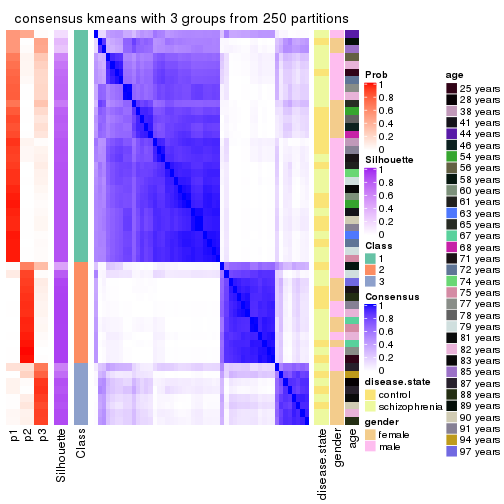 consensus kmeans with 3 groups from 250 partitions
Prob
1
0.8
0.6
0.4
0.2
0
Silhouette
1
0.8
0.6
0.4
0.2
0
Class
1
2
3
Consensus
1
0.8
0.6
0.4
0.2
0
disease.state
control
schizophrenia
gender
female
male
age
25 years
28 years
38 years
41 years
44 years
46 years
54 years
56 years
58 years
60 years
61 years
63 years
65 years
67 years
68 years
71 years
72 years
74 years
75 years
77 years
78 years
79 years
81 years
82 years
83 years
85 years
87 years
88 years
89 years
90 years
91 years
94 years
97 years
p1
p2
p3
Silhouette
Class
disease.state
gender
age